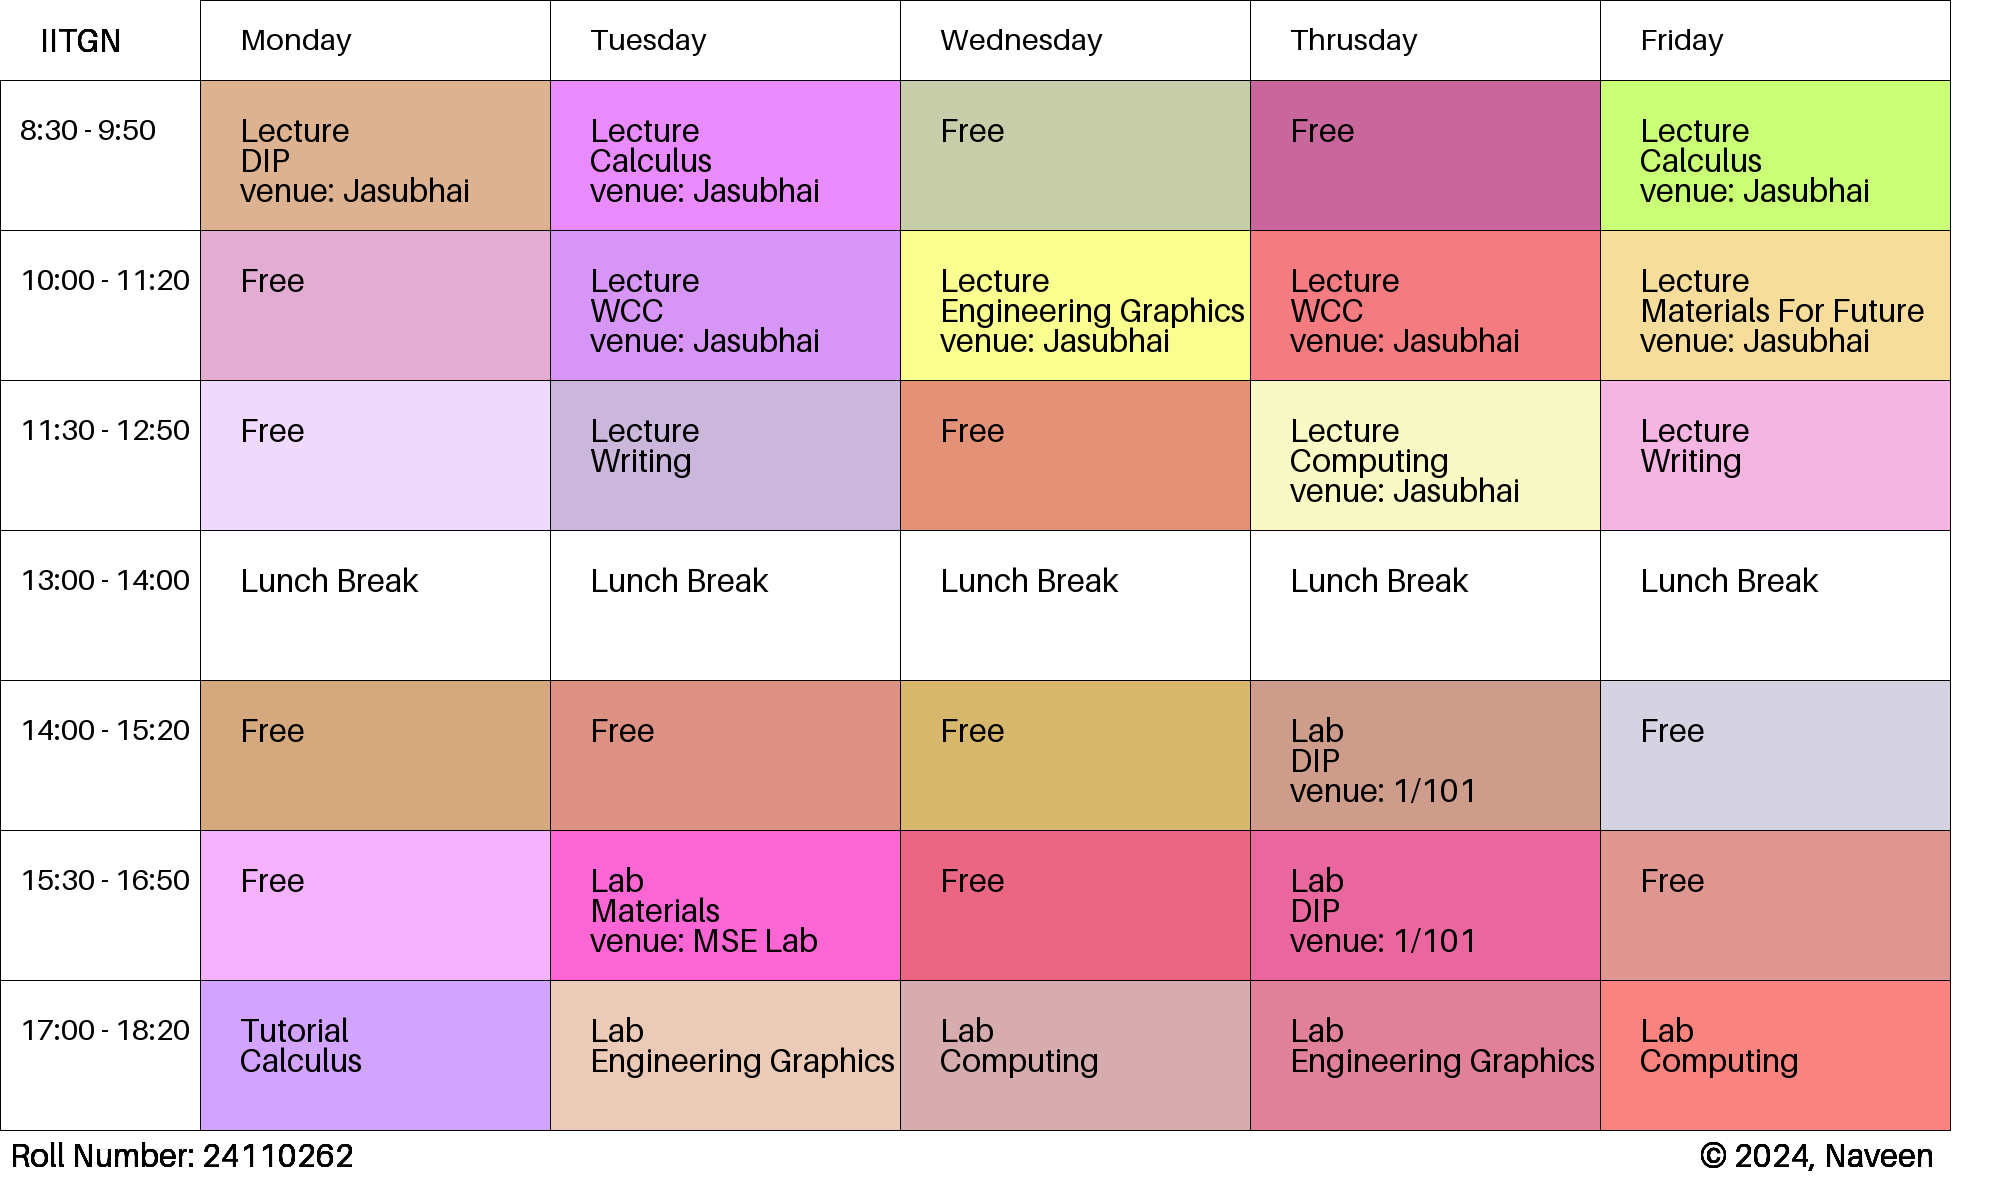 IITGN Monday Tuesday Wednesday Thrusday Friday
8:30 - 9:50
Lecture
DIP
venue: Jasubhai
Lecture
Calculus
venue: Jasubhai
Free
Free
Lecture
Calculus
venue: Jasubhai
10:00 - 11:20
Free
Lecture
WCC
venue: Jasubhai
Lecture
Engineering Graphics
venue: Jasubhai
Lecture
WCC
venue: Jasubhai
Lecture
Materials For Future
venue: Jasubhai
11:30 - 12:50
Free
Lecture
Writing
Free
Lecture
Computing
venue: Jasubhai
Lecture
Writing
13:00 - 14:00
Lunch Break
Lunch Break
Lunch Break
Lunch Break
Lunch Break
14:00 - 15:20
Free
Free
Free
Lab
DIP
venue: 1/101
Free
15:30 - 16:50
Free
Lab
Materials
venue: MSE Lab
Free
Lab
DIP
venue: 1/101
Free
17:00 - 18:20
Tutorial
Calculus
Lab
Engineering Graphics
Lab
Computing
Lab
Engineering Graphics
Lab
Computing
Roll Number: 24110262
© 2024, Naveen